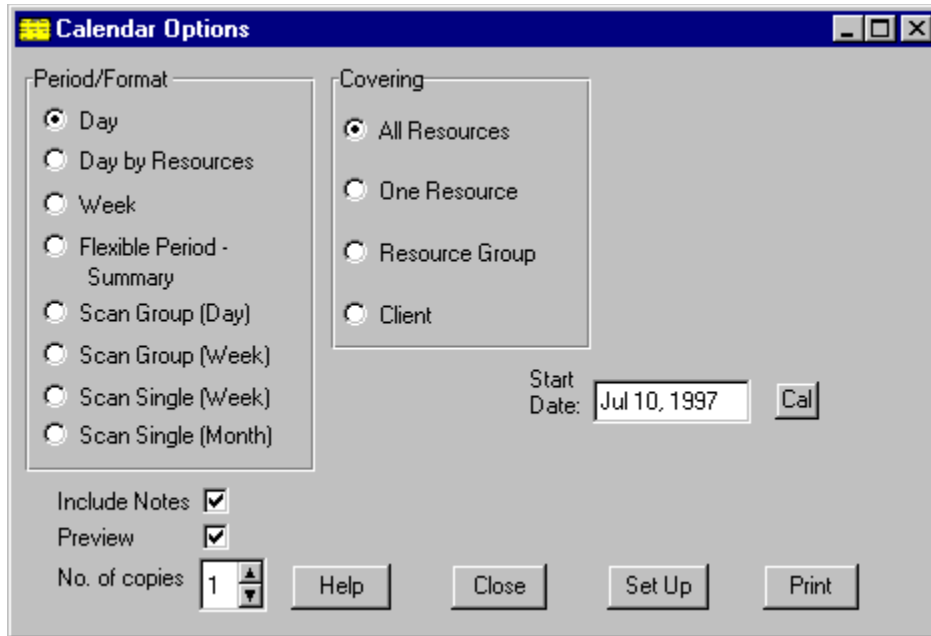 Calendar Options
Period/Format
Day
Day by Resources
Week
Flexible Period -
Summary
Scan Group (Day)
Scan Group (Week)
Scan Single (Week)
Scan Single (Month)
Covering
All Resources
One Resource
Resource Group
Client
Start
Date: Jul 10, 1997 Cal
Include Notes
Preview
No. of copies 1 Help Close Set Up Print